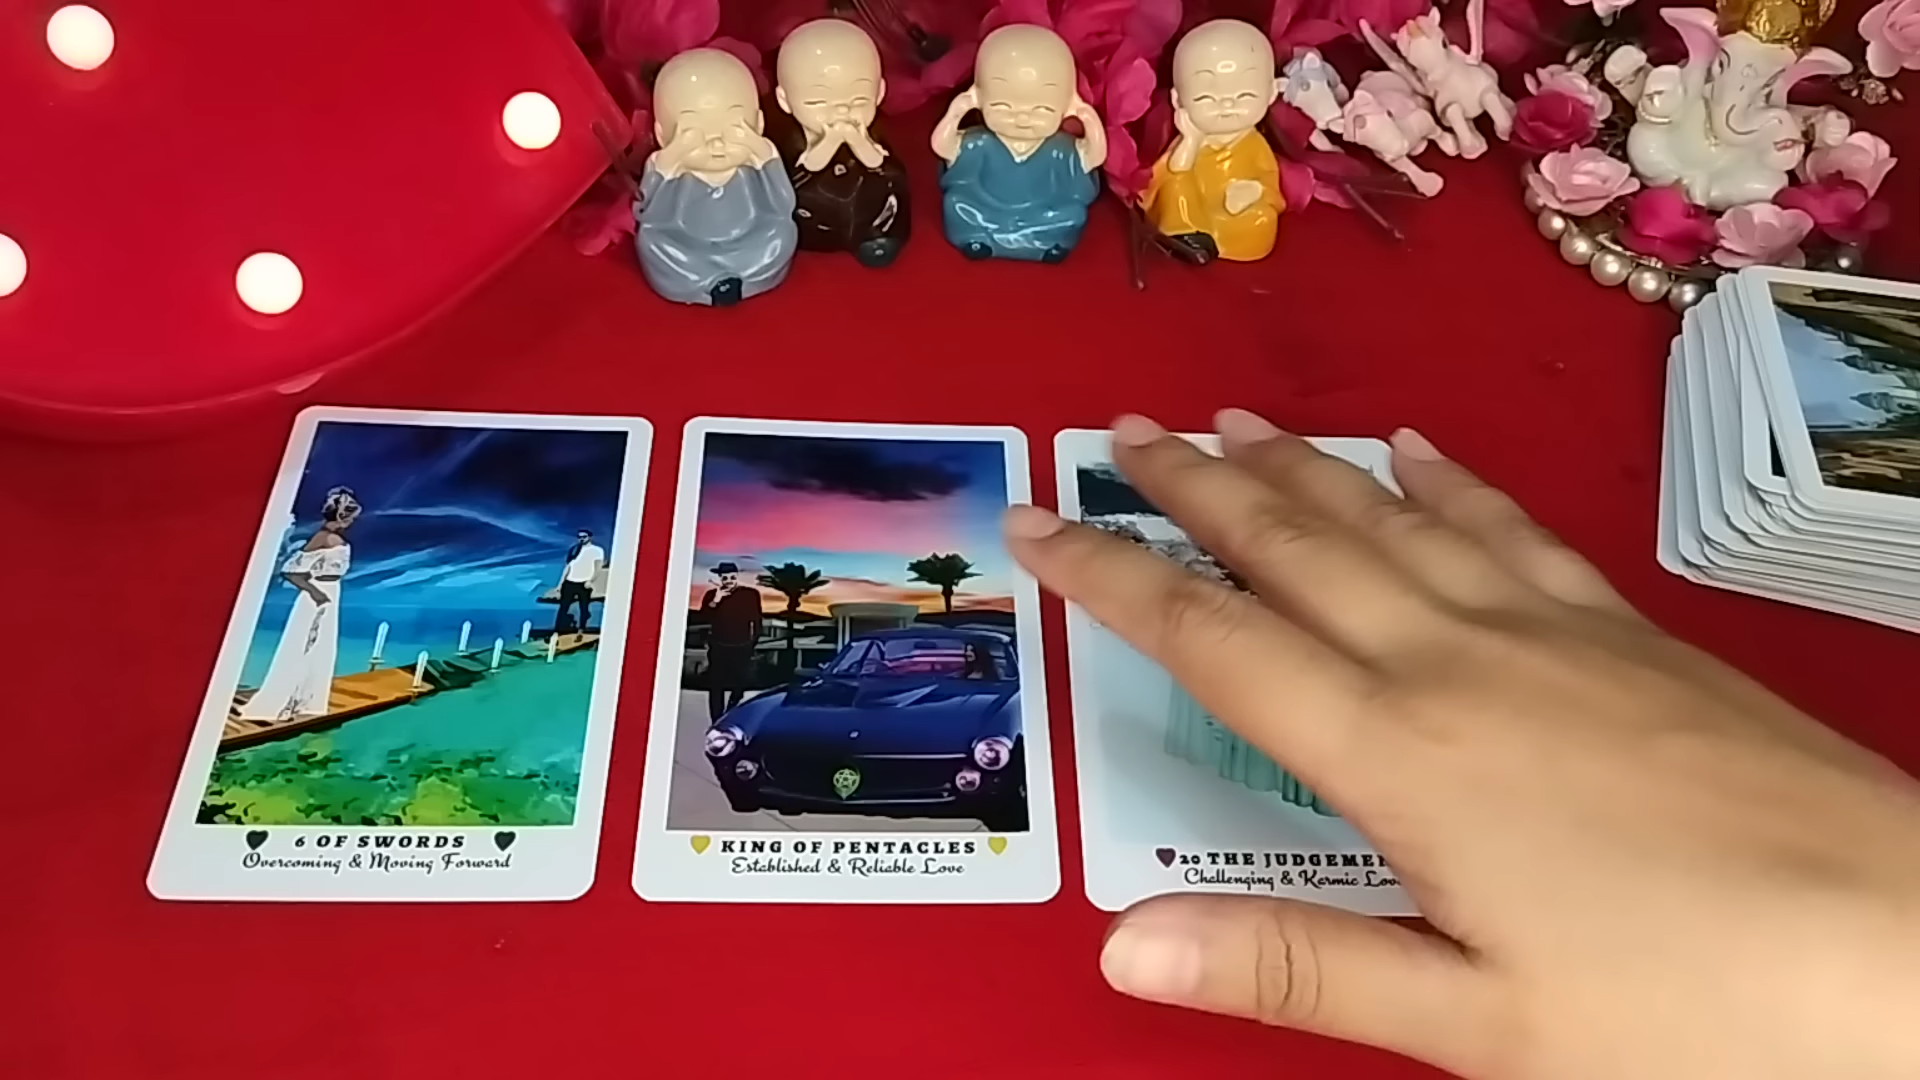 6 OF SWORDS
Overcoming & Moving Forward
KING OF PENTACLES
Established & Reliable Love
20 THE JUDGEMEN
Challenging & Karmic Lov